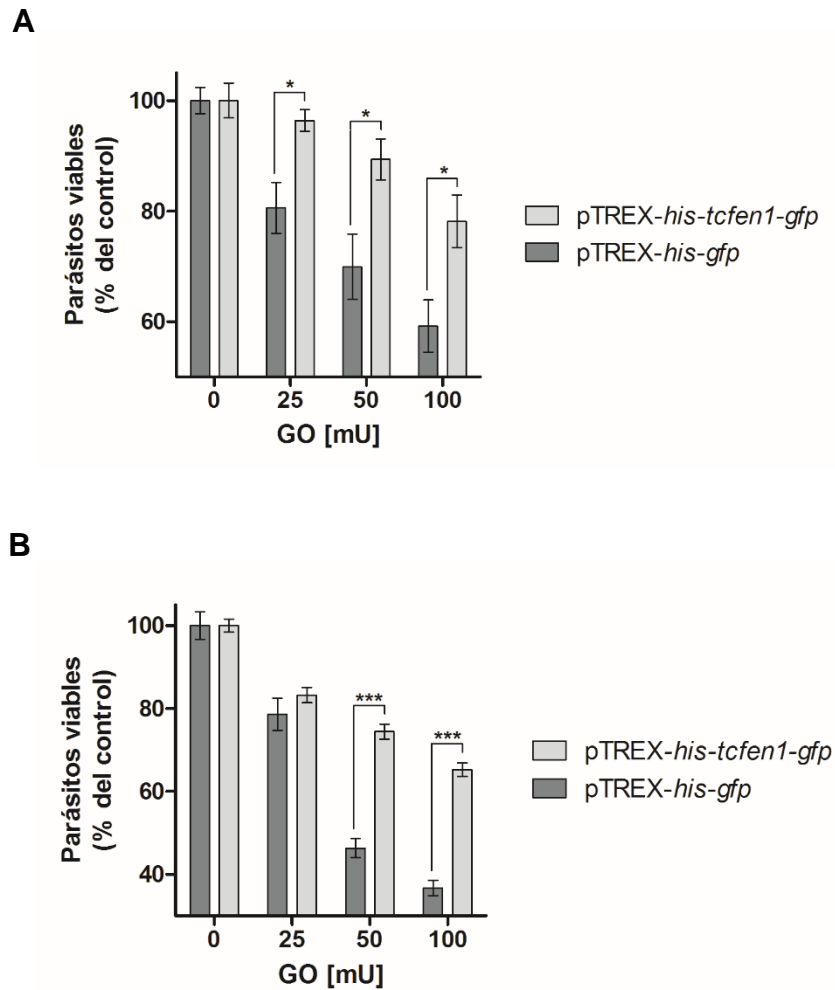 A
Parásitos viables
(% del control)
100
80
60
*
*
*
0 25 50 100
GO [mU]
pTREX-his-tcfen1-gfp
pTREX-his-gfp
B
Parásitos viables
(% del control)
100
80
60
40
***
***
0 25 50 100
GO [mU]
pTREX-his-tcfen1-gfp
pTREX-his-gfp